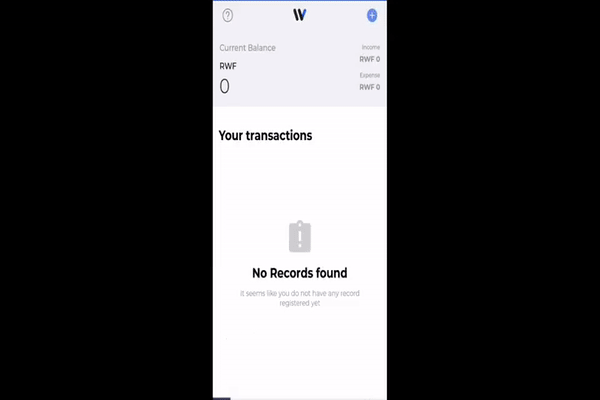 ?
W
+
Current Balance
Income
RWF 0
RWF
Expense
RWF 0
0
Your transactions
!
No Records found
It seems like you do not have any record
registered yet